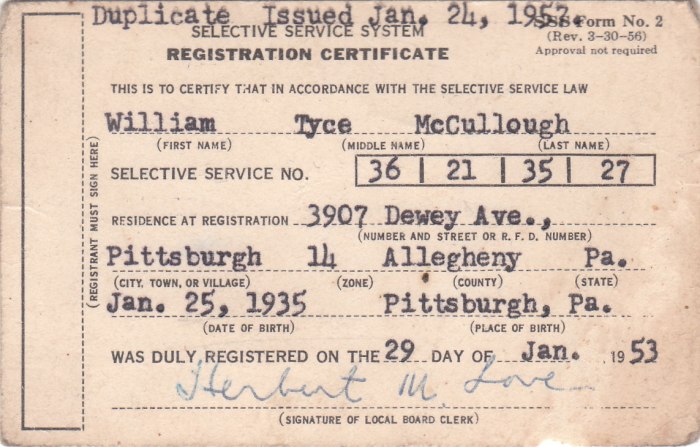 Duplicate Issued Jan. 24, 1957.
SSS Form No. 2
SELECTIVE SERVICE SYSTEM
(Rev. 3-30-56)
REGISTRATION CERTIFICATE
Approval not required
THIS IS TO CERTIFY THAT IN ACCORDANCE WITH THE SELECTIVE SERVICE LAW
William Tyce McCullough
(FIRST NAME) (MIDDLE NAME) (LAST NAME)
SELECTIVE SERVICE NO. 36 | 21 | 35 | 27
RESIDENCE AT REGISTRATION 3907 Dewey Ave.,
(NUMBER AND STREET OR R. F. D. NUMBER)
Pittsburgh 14 Allegheny Pa.
(CITY, TOWN, OR VILLAGE) (ZONE) (COUNTY) (STATE)
Jan. 25, 1935 Pittsburgh, Pa.
(DATE OF BIRTH) (PLACE OF BIRTH)
WAS DULY REGISTERED ON THE 29 DAY OF Jan. 1953
Herbert M. Love
(SIGNATURE OF LOCAL BOARD CLERK)
(REGISTRANT MUST SIGN HERE)